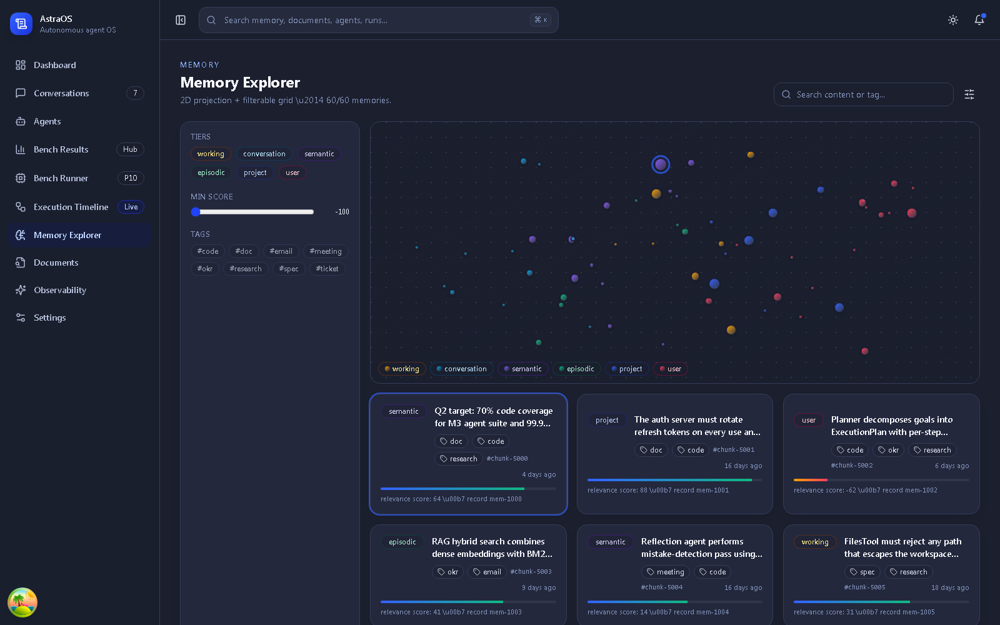 AstraOS
Autonomous agent OS
Dashboard
Conversations 7
Agents
Bench Results Hub
Bench Runner P10
Execution Timeline Live
Memory Explorer
Documents
Observability
Settings
Search memory, documents, agents, runs... ⌘ K
MEMORY
Memory Explorer
2D projection + filterable grid \u2014 60/60 memories.
Search content or tag...
TIERS
working conversation semantic
episodic project user
MIN SCORE
-100
TAGS
#code #doc #email #meeting
#okr #research #spec #ticket
working conversation semantic episodic project user
semantic
Q2 target: 70% code coverage
for M3 agent suite and 99.9...
doc code
research #chunk-5000
4 days ago
relevance score: 64 \u00b7 record mem-1000
project
The auth server must rotate
refresh tokens on every use an...
doc code #chunk-5001
16 days ago
relevance score: 88 \u00b7 record mem-1001
user
Planner decomposes goals into
ExecutionPlan with per-step...
code okr research
#chunk-5002 6 days ago
relevance score: -62 \u00b7 record mem-1002
episodic
RAG hybrid search combines
dense embeddings with BM2...
okr email #chunk-5003
9 days ago
relevance score: 41 \u00b7 record mem-1003
semantic
Reflection agent performs
mistake-detection pass using...
meeting code
#chunk-5004 16 days ago
relevance score: 14 \u00b7 record mem-1004
working
FilesTool must reject any path
that escapes the workspace...
spec research
#chunk-5005 18 days ago
relevance score: 31 \u00b7 record mem-1005